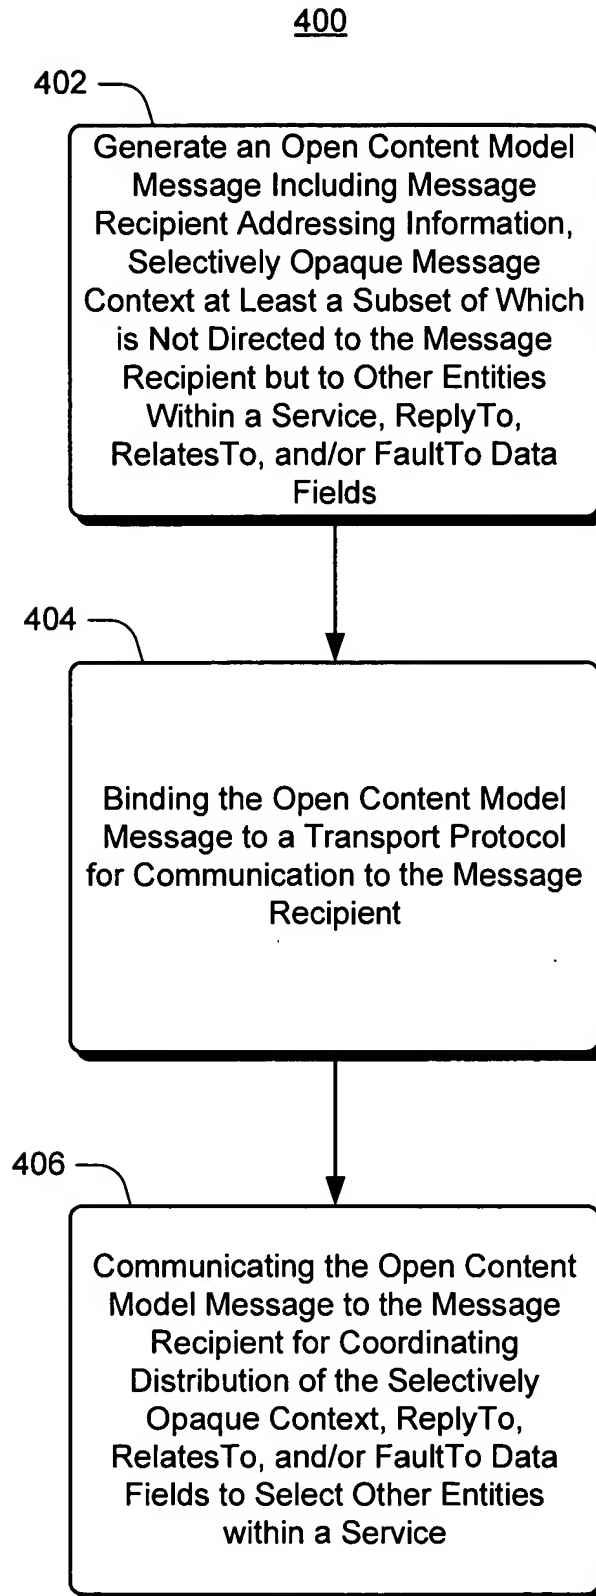 400
402
Generate an Open Content Model
Message Including Message
Recipient Addressing Information,
Selectively Opaque Message
Context at Least a Subset of Which
is Not Directed to the Message
Recipient but to Other Entities
Within a Service, ReplyTo,
RelatesTo, and/or FaultTo Data
Fields
404
Binding the Open Content Model
Message to a Transport Protocol
for Communication to the Message
Recipient
406
Communicating the Open Content
Model Message to the Message
Recipient for Coordinating
Distribution of the Selectively
Opaque Context, ReplyTo,
RelatesTo, and/or FaultTo Data
Fields to Select Other Entities
within a Service